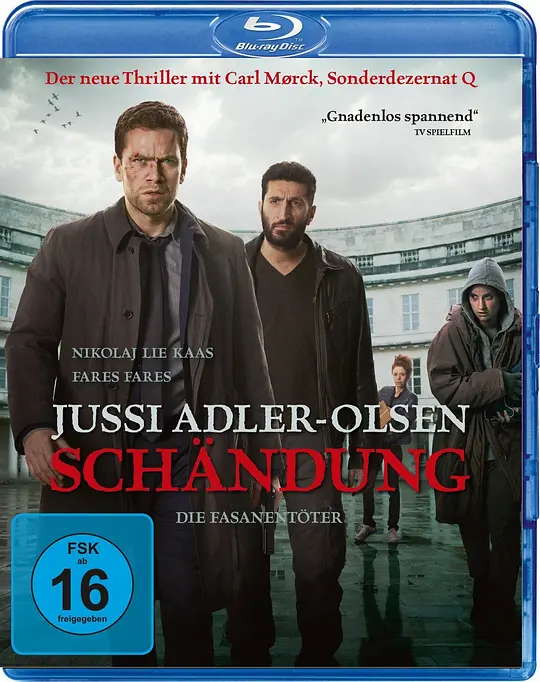 Blu-ray Disc
Der neue Thriller mit Carl Mørck, Sonderdezernat Q
„Gnadenlos spannend“
TV SPIELFILM
NIKOLAJ LIE KAAS
FARES FARES
JUSSI ADLER-OLSEN
SCHÄNDUNG
DIE FASANENTÖTER
FSK
ab
16
freigegeben